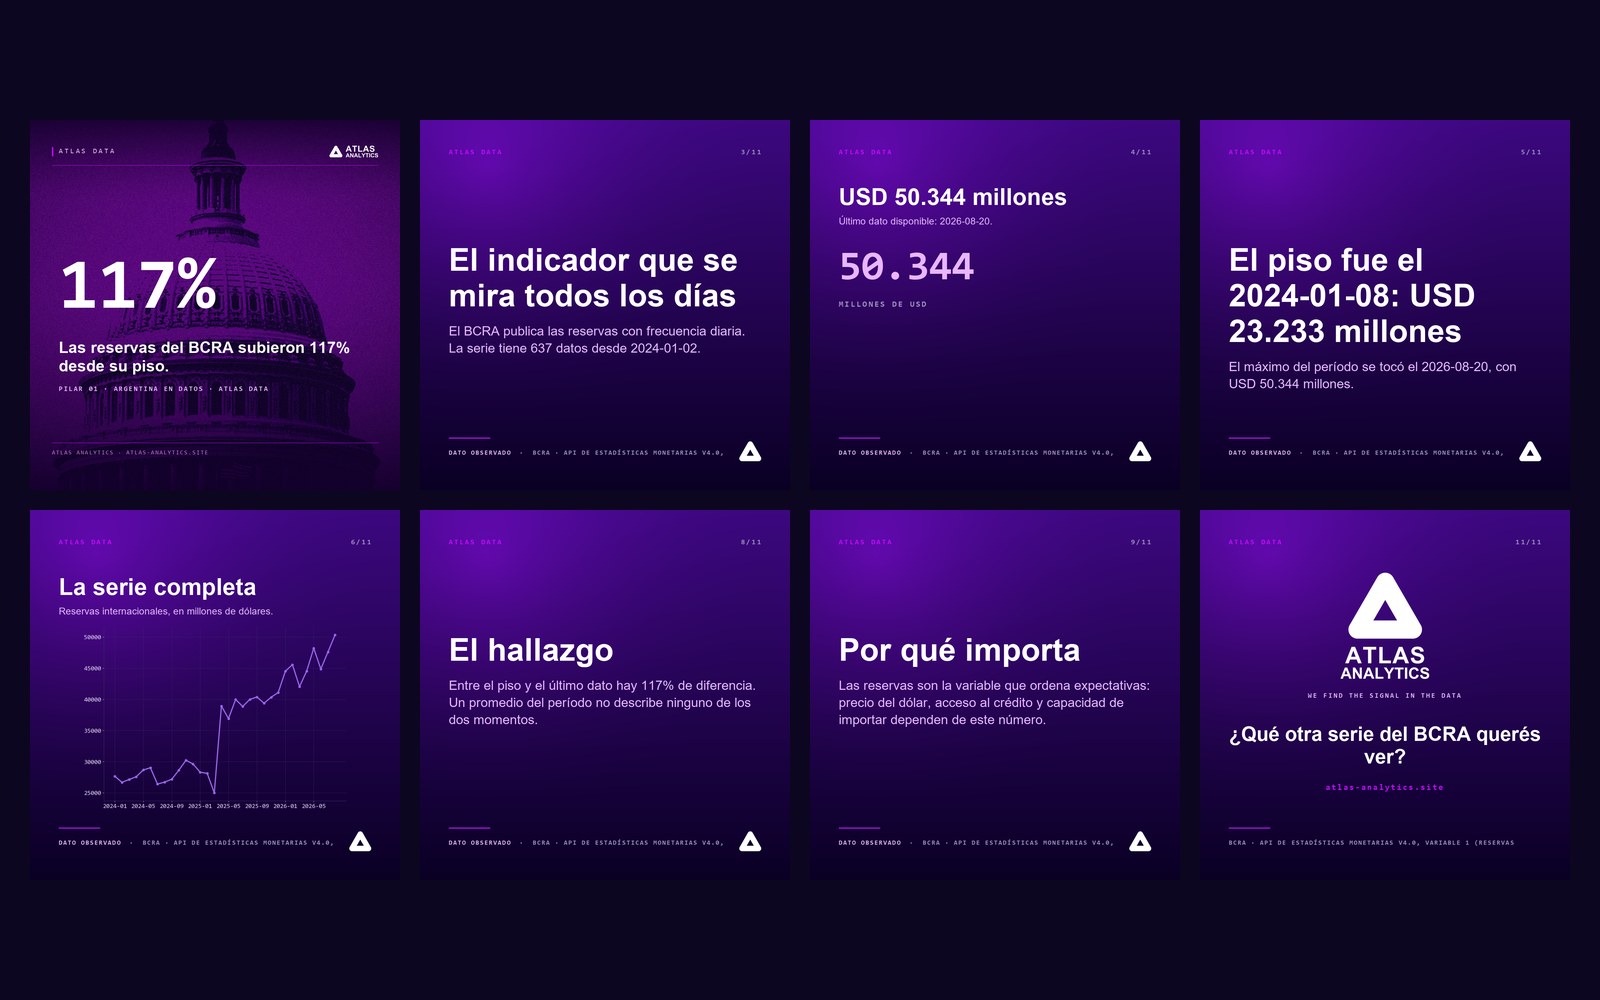 ATLAS DATA
ATLAS
ANALYTICS
117%
Las reservas del BCRA subieron 117%
desde su piso.
PILAR 01 · ARGENTINA EN DATOS · ATLAS DATA
ATLAS ANALYTICS · ATLAS-ANALYTICS.SITE
ATLAS DATA
3/11
El indicador que se
mira todos los días
El BCRA publica las reservas con frecuencia diaria.
La serie tiene 637 datos desde 2024-01-02.
DATO OBSERVADO · BCRA · API DE ESTADÍSTICAS MONETARIAS V4.0,
ATLAS DATA
4/11
USD 50.344 millones
Último dato disponible: 2026-08-20.
50.344
MILLONES DE USD
DATO OBSERVADO · BCRA · API DE ESTADÍSTICAS MONETARIAS V4.0,
ATLAS DATA
5/11
El piso fue el
2024-01-08: USD
23.233 millones
El máximo del período se tocó el 2026-08-20, con
USD 50.344 millones.
DATO OBSERVADO · BCRA · API DE ESTADÍSTICAS MONETARIAS V4.0,
ATLAS DATA
6/11
La serie completa
Reservas internacionales, en millones de dólares.
50000
45000
40000
35000
30000
25000
2024-01 2024-05 2024-09 2025-01 2025-05 2025-09 2026-01 2026-05
DATO OBSERVADO · BCRA · API DE ESTADÍSTICAS MONETARIAS V4.0,
ATLAS DATA
8/11
El hallazgo
Entre el piso y el último dato hay 117% de diferencia.
Un promedio del período no describe ninguno de los
dos momentos.
DATO OBSERVADO · BCRA · API DE ESTADÍSTICAS MONETARIAS V4.0,
ATLAS DATA
9/11
Por qué importa
Las reservas son la variable que ordena expectativas:
precio del dólar, acceso al crédito y capacidad de
importar dependen de este número.
DATO OBSERVADO · BCRA · API DE ESTADÍSTICAS MONETARIAS V4.0,
ATLAS DATA
11/11
ATLAS
ANALYTICS
WE FIND THE SIGNAL IN THE DATA
¿Qué otra serie del BCRA querés
ver?
atlas-analytics.site
BCRA · API DE ESTADÍSTICAS MONETARIAS V4.0, VARIABLE 1 (RESERVAS